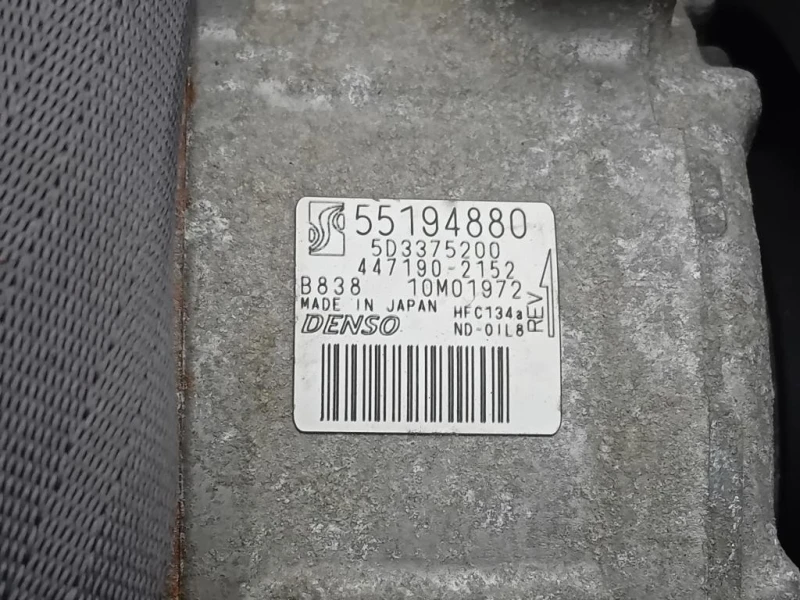 55194880
5D3375200
447190-2152
B838 10M01972
MADE IN JAPAN HFC134a
DENSO ND-OIL8
REV